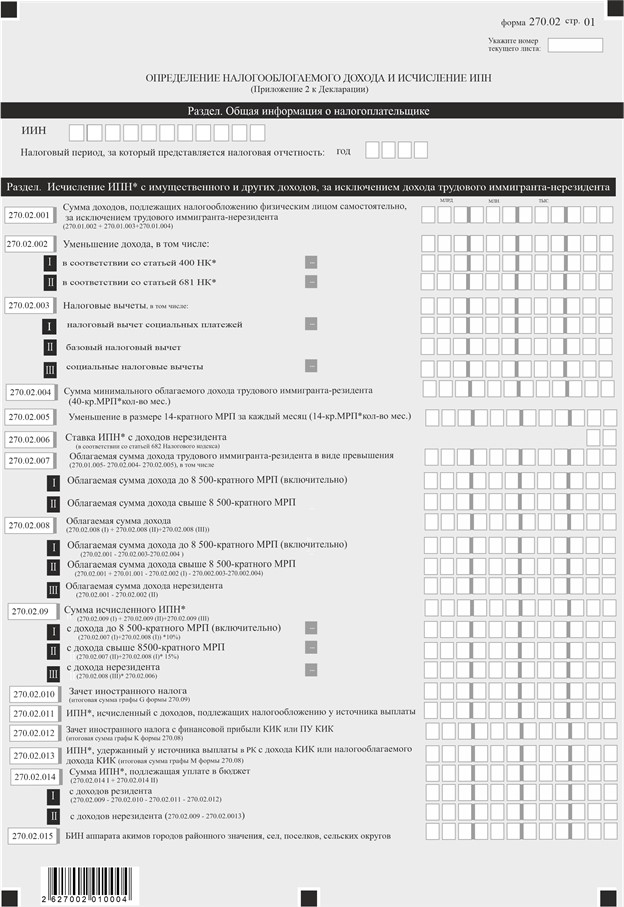 форма 270.02 стр. 01
Укажите номер
текущего листа:
ОПРЕДЕЛЕНИЕ НАЛОГООБЛОГАЕМОГО ДОХОДА И ИСЧИСЛЕНИЕ ИПН
(Приложение 2 к Декларации)
Раздел. Общая информация о налогоплательщике
ИИН
Налоговый период, за который представляется налоговая отчетность: год
Раздел. Исчисление ИПН* с имущественного и других доходов, за исключением дохода трудового иммигранта-нерезидента
млрд млн тыс
270.02.001 Сумма доходов, подлежащих налогообложению физическим лицом самостоятельно,
за исключением трудового иммигранта-нерезидента
(270.01.002 + 270.01.003+270.01.004)
270.02.002 Уменьшение дохода, в том числе:
I в соответствии со статьей 400 НК*
II в соответствии со статьей 681 НК*
270.02.003 Налоговые вычеты, в том числе:
I налоговый вычет социальных платежей
II базовый налоговый вычет
III социальные налоговые вычеты
270.02.004 Сумма минимального облагаемого дохода трудового иммигранта-резидента
(40-кр.МРП*кол-во мес.)
270.02.005 Уменьшение в размере 14-кратного МРП за каждый месяц (14-кр.МРП*кол-во мес.)
270.02.006 Ставка ИПН* с доходов нерезидента
(в соответствии со статьей 682 Налогового кодекса)
270.02.007 Облагаемая сумма дохода трудового иммигранта-резидента в виде превышения
(270.01.005- 270.02.004- 270.02.005), в том числе
I Облагаемая сумма дохода до 8 500-кратного МРП (включительно)
II Облагаемая сумма дохода свыше 8 500-кратного МРП
270.02.008 Облагаемая сумма дохода
(270.02.008 (I) + 270.02.008 (II)+270.02.008 (III))
I Облагаемая сумма дохода до 8 500-кратного МРП (включительно)
(270.02.001 - 270.02.003-270.02.004 )
II Облагаемая сумма дохода свыше 8 500-кратного МРП
(270.02.001 + 270.01.001 - 270.02.002 (I) - 270.002.003-270.002.004)
III Облагаемая сумма дохода нерезидента
(270.02.001 - 270.02.002 (II)
270.02.09 Сумма исчисленного ИПН*
(270.02.009 (I) + 270.02.009 (II)+270.02.009 (III)
I с дохода до 8 500-кратного МРП (включительно)
(270.02.007 (I)+270.02.008 (I)) *10%)
II с дохода свыше 8500-кратного МРП
(270.02.007 (II)+270.02.008 (I)* 15%)
III с дохода нерезидента
(270.02.008 (III)* 270.02.006)
270.02.010 Зачет иностранного налога
(итоговая сумма графы G формы 270.09)
270.02.011 ИПН*, исчисленный с доходов, подлежащих налогообложению у источника выплаты
270.02.012 Зачет иностранного налога с финансовой прибыли КИК или ПУ КИК
(итоговая сумма графы К формы 270.08)
270.02.013 ИПН*, удержанный у источника выплаты в РК с дохода КИК или налогооблагаемого
дохода КИК (итоговая сумма графы М формы 270.08)
270.02.014 Сумма ИПН*, подлежащая уплате в бюджет
(270.02.014 I + 270.02.014 II)
I с доходов резидента
(270.02.009 - 270.02.010 - 270.02.011 - 270.02.012)
II с доходов нерезидента (270.02.009 - 270.02.0013)
270.02.015 БИН аппарата акимов городов районного значения, сел, поселков, сельских округов
2 627002 010004